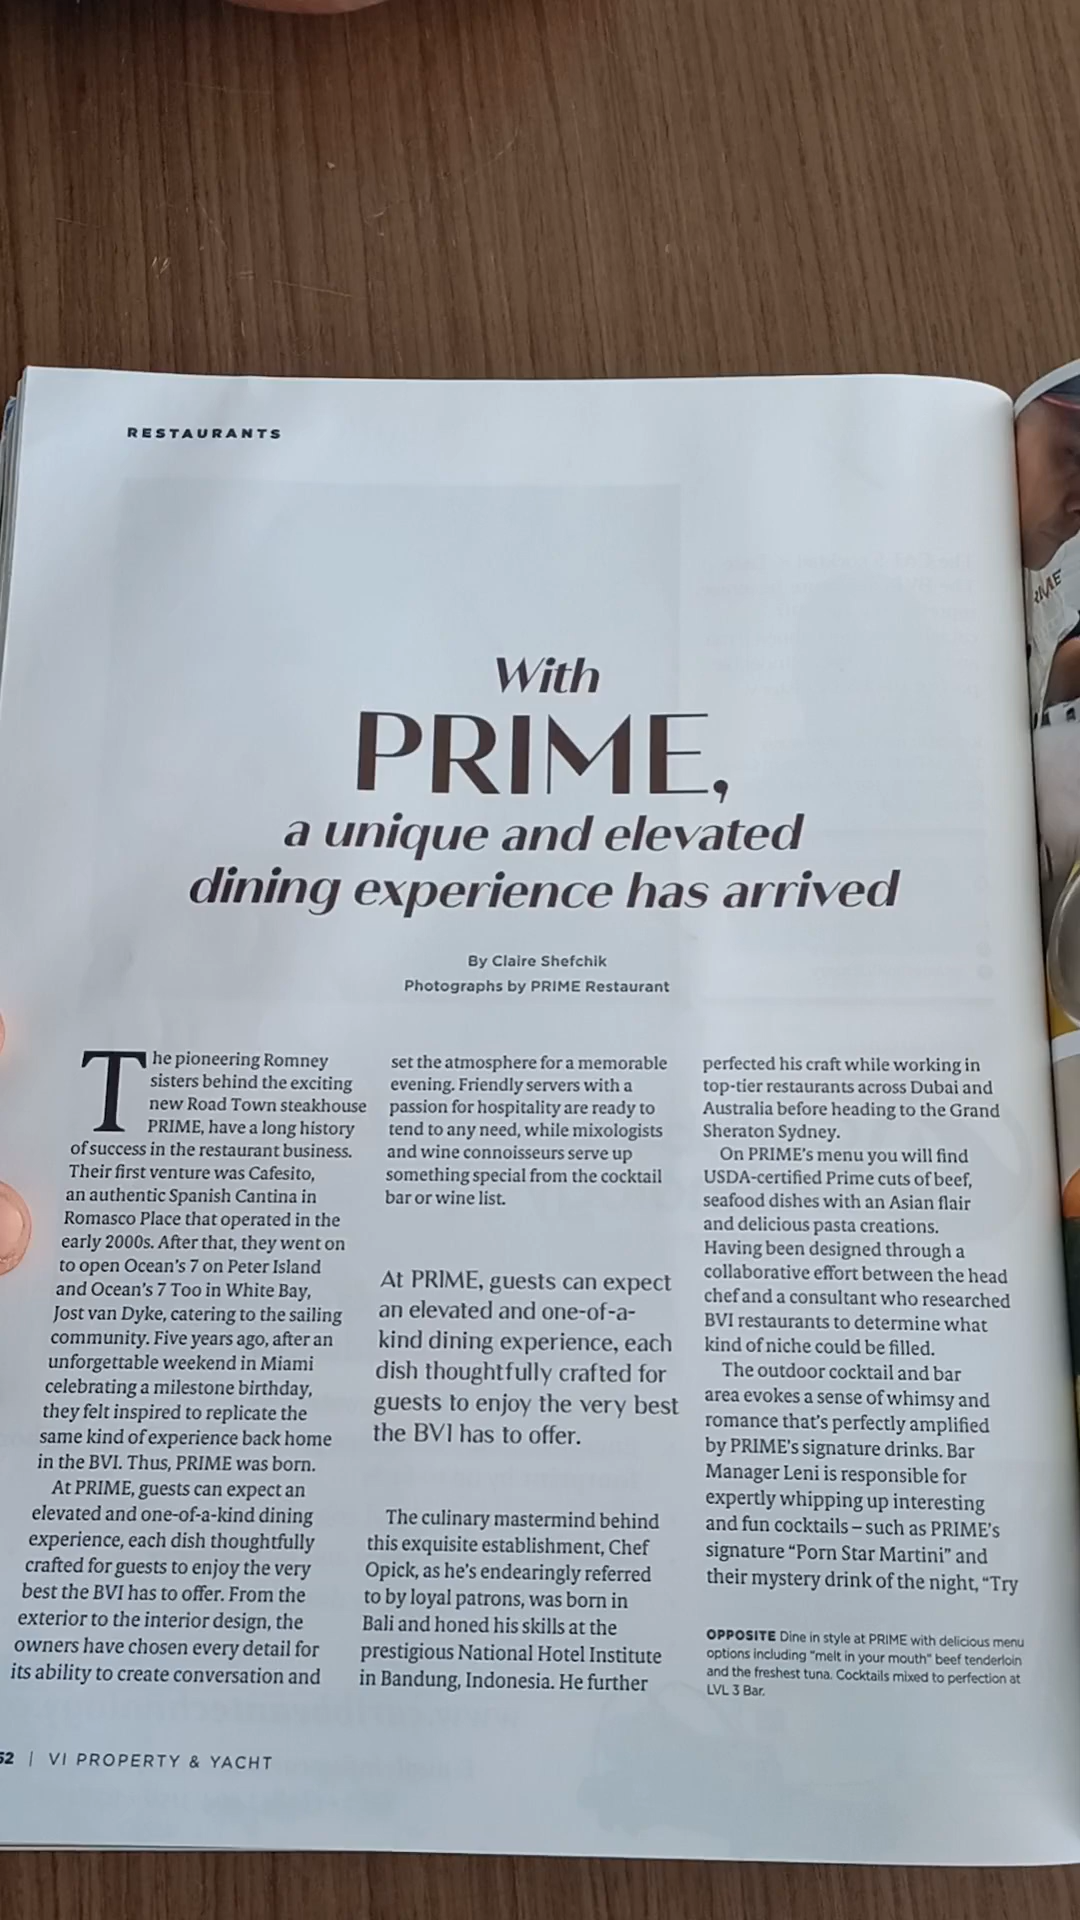 RESTAURANTS
With
PRIME,
a unique and elevated
dining experience has arrived
By Claire Shefchik
Photographs by PRIME Restaurant
The pioneering Romney
sisters behind the exciting
new Road Town steakhouse
PRIME, have a long history
of success in the restaurant business.
Their first venture was Cafesito,
an authentic Spanish Cantina in
Romasco Place that operated in the
early 2000s. After that, they went on
to open Ocean's 7 on Peter Island
and Ocean's 7 Too in White Bay,
Jost van Dyke, catering to the sailing
community. Five years ago, after an
unforgettable weekend in Miami
celebrating a milestone birthday,
they felt inspired to replicate the
same kind of experience back home
in the BVI. Thus, PRIME was born.
At PRIME, guests can expect an
elevated and one-of-a-kind dining
experience, each dish thoughtfully
crafted for guests to enjoy the very
best the BVI has to offer. From the
exterior to the interior design, the
owners have chosen every detail for
its ability to create conversation and
set the atmosphere for a memorable
evening. Friendly servers with a
passion for hospitality are ready to
tend to any need, while mixologists
and wine connoisseurs serve up
something special from the cocktail
bar or wine list.
At PRIME, guests can expect
an elevated and one-of-a-
kind dining experience, each
dish thoughtfully crafted for
guests to enjoy the very best
the BVI has to offer.
The culinary mastermind behind
this exquisite establishment, Chef
Opick, as he's endearingly referred
to by loyal patrons, was born in
Bali and honed his skills at the
prestigious National Hotel Institute
in Bandung, Indonesia. He further
perfected his craft while working in
top-tier restaurants across Dubai and
Australia before heading to the Grand
Sheraton Sydney.
On PRIME's menu you will find
USDA-certified Prime cuts of beef,
seafood dishes with an Asian flair
and delicious pasta creations.
Having been designed through a
collaborative effort between the head
chef and a consultant who researched
BVI restaurants to determine what
kind of niche could be filled.
The outdoor cocktail and bar
area evokes a sense of whimsy and
romance that's perfectly amplified
by PRIME's signature drinks. Bar
Manager Leni is responsible for
expertly whipping up interesting
and fun cocktails – such as PRIME's
signature "Porn Star Martini" and
their mystery drink of the night, "Try
OPPOSITE Dine in style at PRIME with delicious menu
options including "melt in your mouth" beef tenderloin
and the freshest tuna. Cocktails mixed to perfection at
LVL 3 Bar.
52 | VI PROPERTY & YACHT